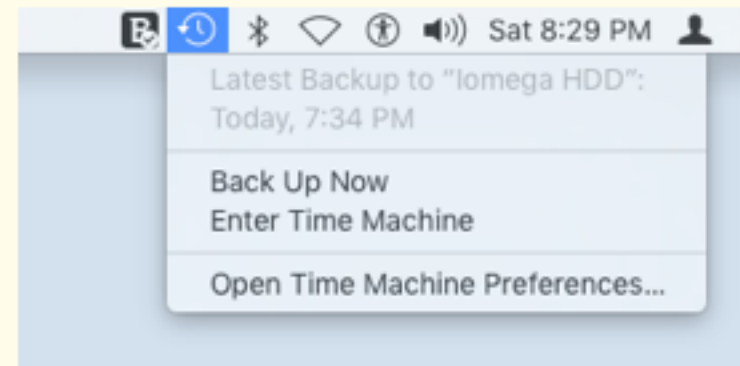 Sat 8:29 PM
Latest Backup to "Iomega HDD":
Today, 7:34 PM
Back Up Now
Enter Time Machine
Open Time Machine Preferences...